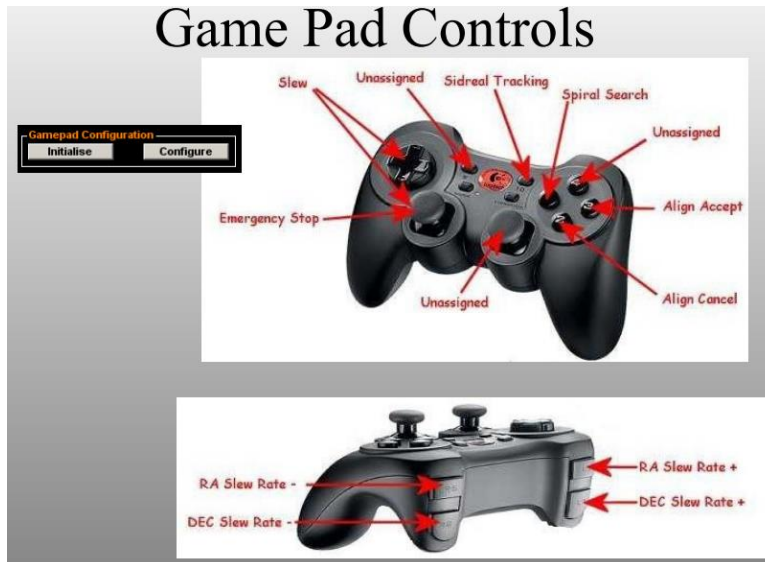 Game Pad Controls
Slew
Unassigned
Sidreal Tracking
Spiral Search
Unassigned
Gamepad Configuration
Initialise
Configure
Align Accept
Emergency Stop
Unassigned
Align Cancel
RA Slew Rate -
RA Slew Rate +
DEC Slew Rate -
DEC Slew Rate +